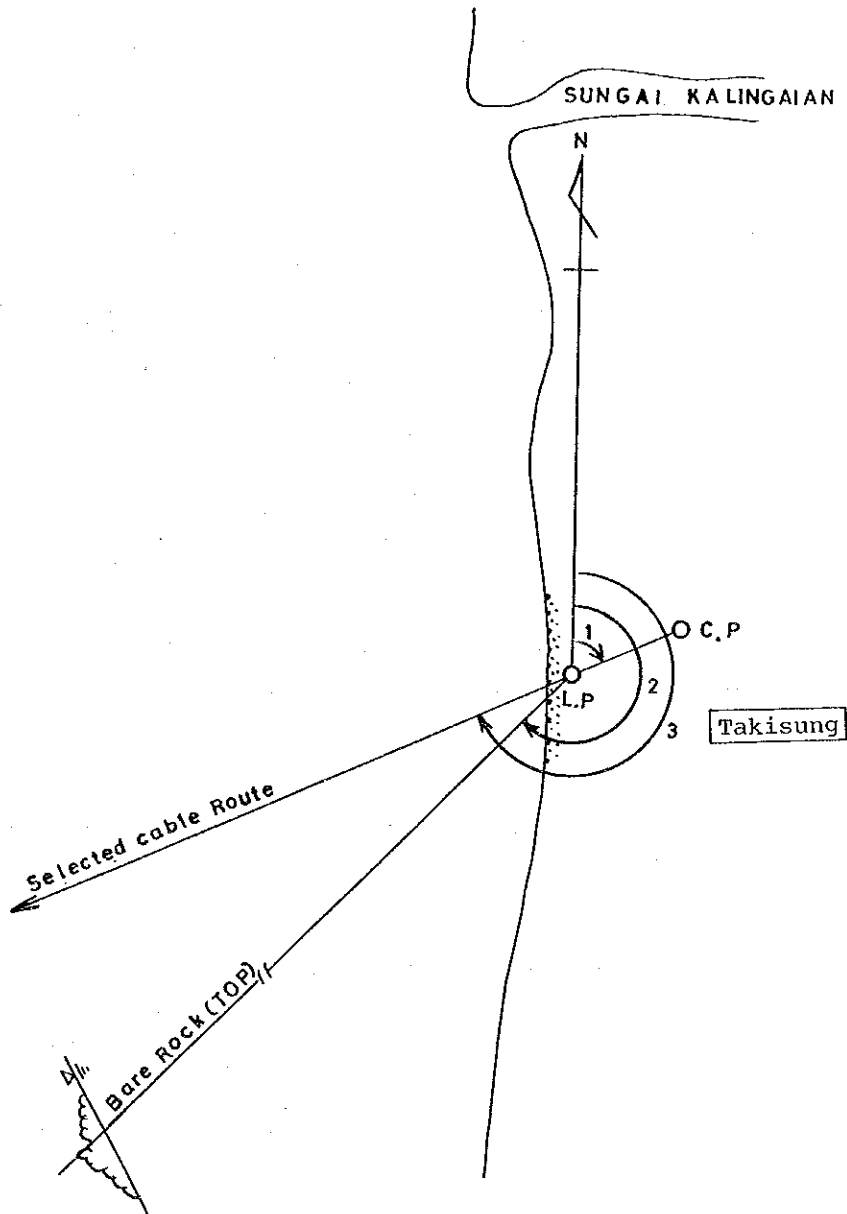 SUNGAI KALINGAIAN
N
1
C.P
L.P
2
3
Takisung
Selected cable Route
Bare Rock (TOP)